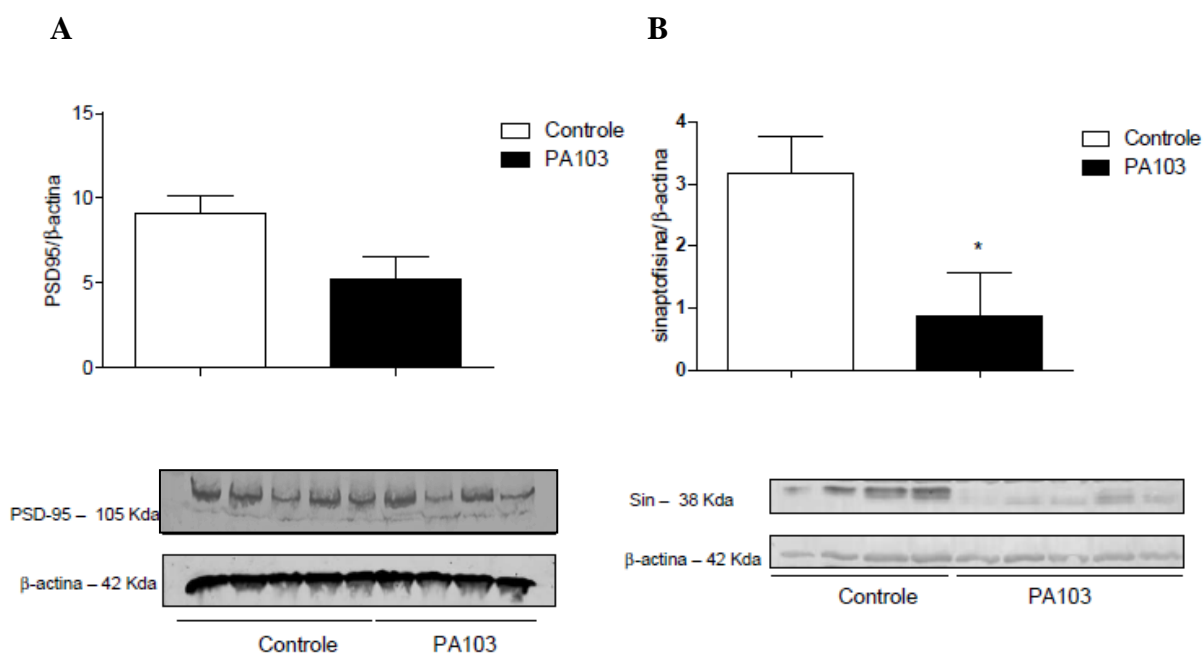 A
15
10
5
0
PSD95/β-actina
Controle
PA103
PSD-95 – 105 Kda
β-actina – 42 Kda
Controle PA103
B
4
3
2
1
0
sinaptofisina/β-actina
*
Controle
PA103
Sin – 38 Kda
β-actina – 42 Kda
Controle PA103